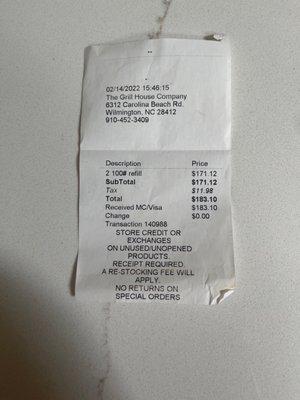 02/14/2022 15:46:15
The Grill House Company
6312 Carolina Beach Rd.
Wilmington, NC 28412
910-452-3409
Description Price
2 100# refill $171.12
SubTotal $171.12
Tax $11.98
Total $183.10
Received MC/Visa $183.10
Change $0.00
Transaction 140988
STORE CREDIT OR
EXCHANGES
ON UNUSED/UNOPENED
PRODUCTS.
RECEIPT REQUIRED.
A RE-STOCKING FEE WILL
APPLY.
NO RETURNS ON
SPECIAL ORDERS